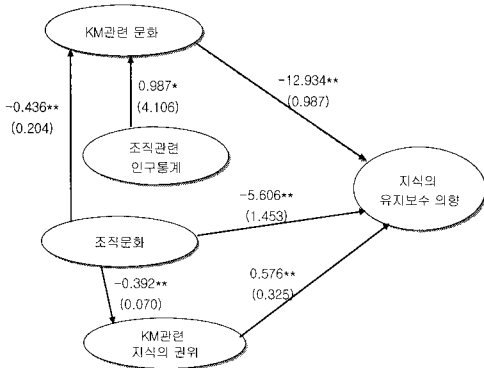 KM관련 문화
-12.934**
(0.987)
0.987*
(4.106)
-0.436**
(0.204)
조직관련
인구통계
지식의
유지보수 의향
-5.606**
(1.453)
조직문화
0.576**
(0.325)
-0.392**
(0.070)
KM관련
지식의 권위